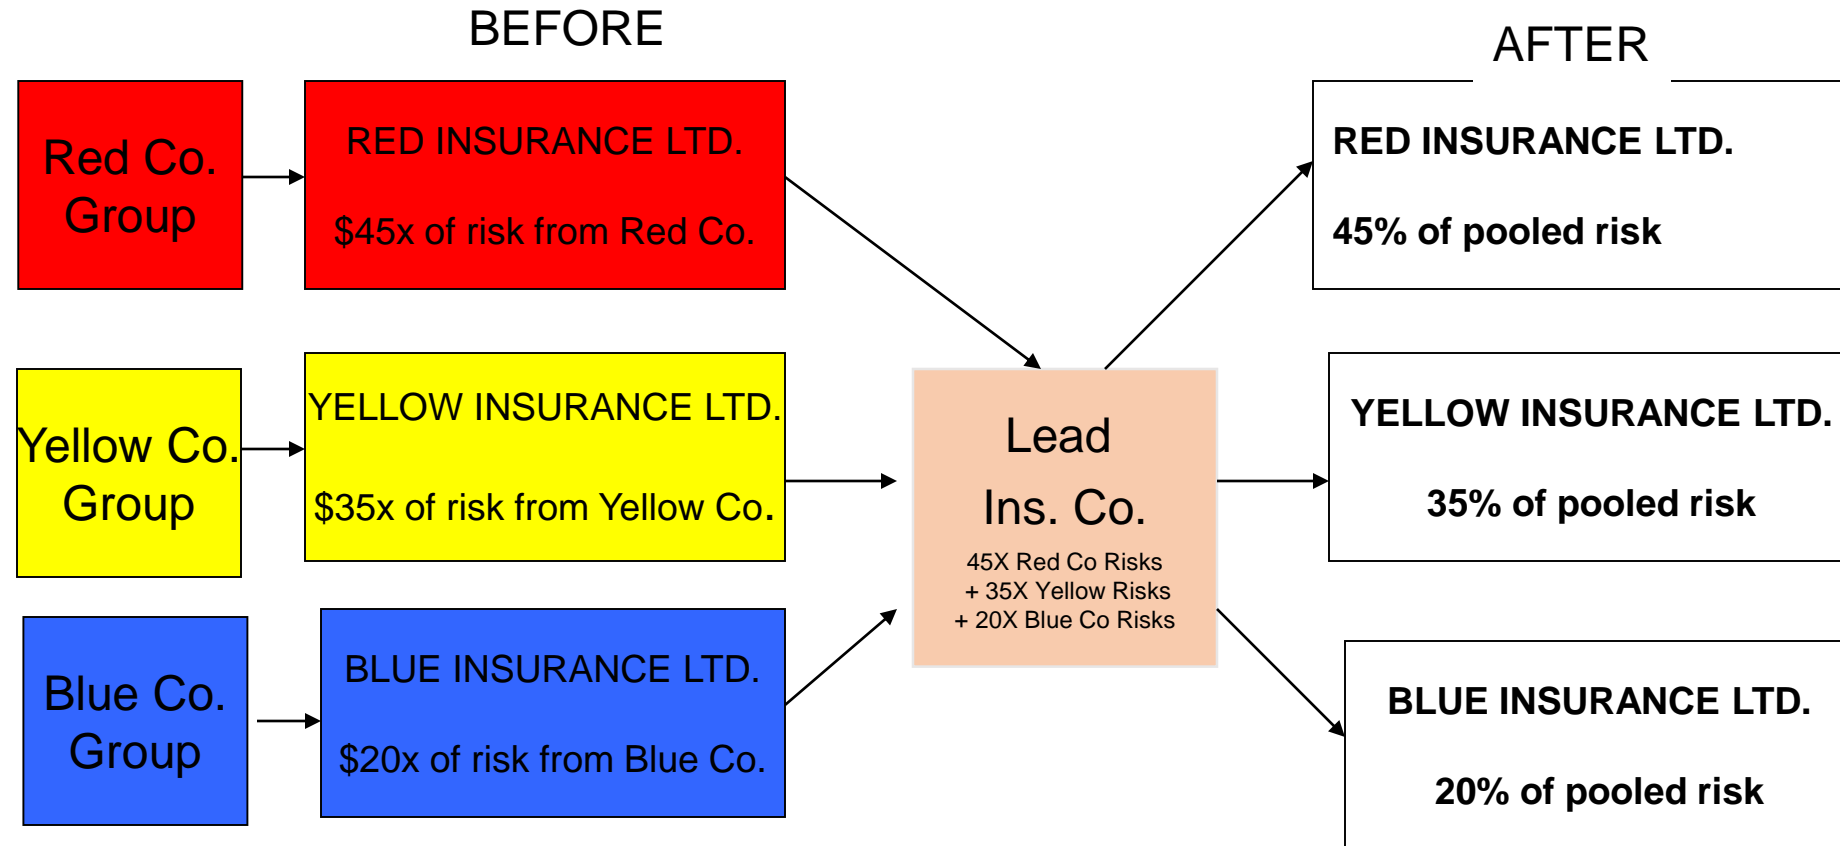 BEFORE
AFTER
Red Co.
Group
RED INSURANCE LTD.
$45x of risk from Red Co.
RED INSURANCE LTD.
45% of pooled risk
Yellow Co.
Group
YELLOW INSURANCE LTD.
$35x of risk from Yellow Co.
Lead
Ins. Co.
45X Red Co Risks
+ 35X Yellow Risks
+ 20X Blue Co Risks
YELLOW INSURANCE LTD.
35% of pooled risk
Blue Co.
Group
BLUE INSURANCE LTD.
$20x of risk from Blue Co.
BLUE INSURANCE LTD.
20% of pooled risk